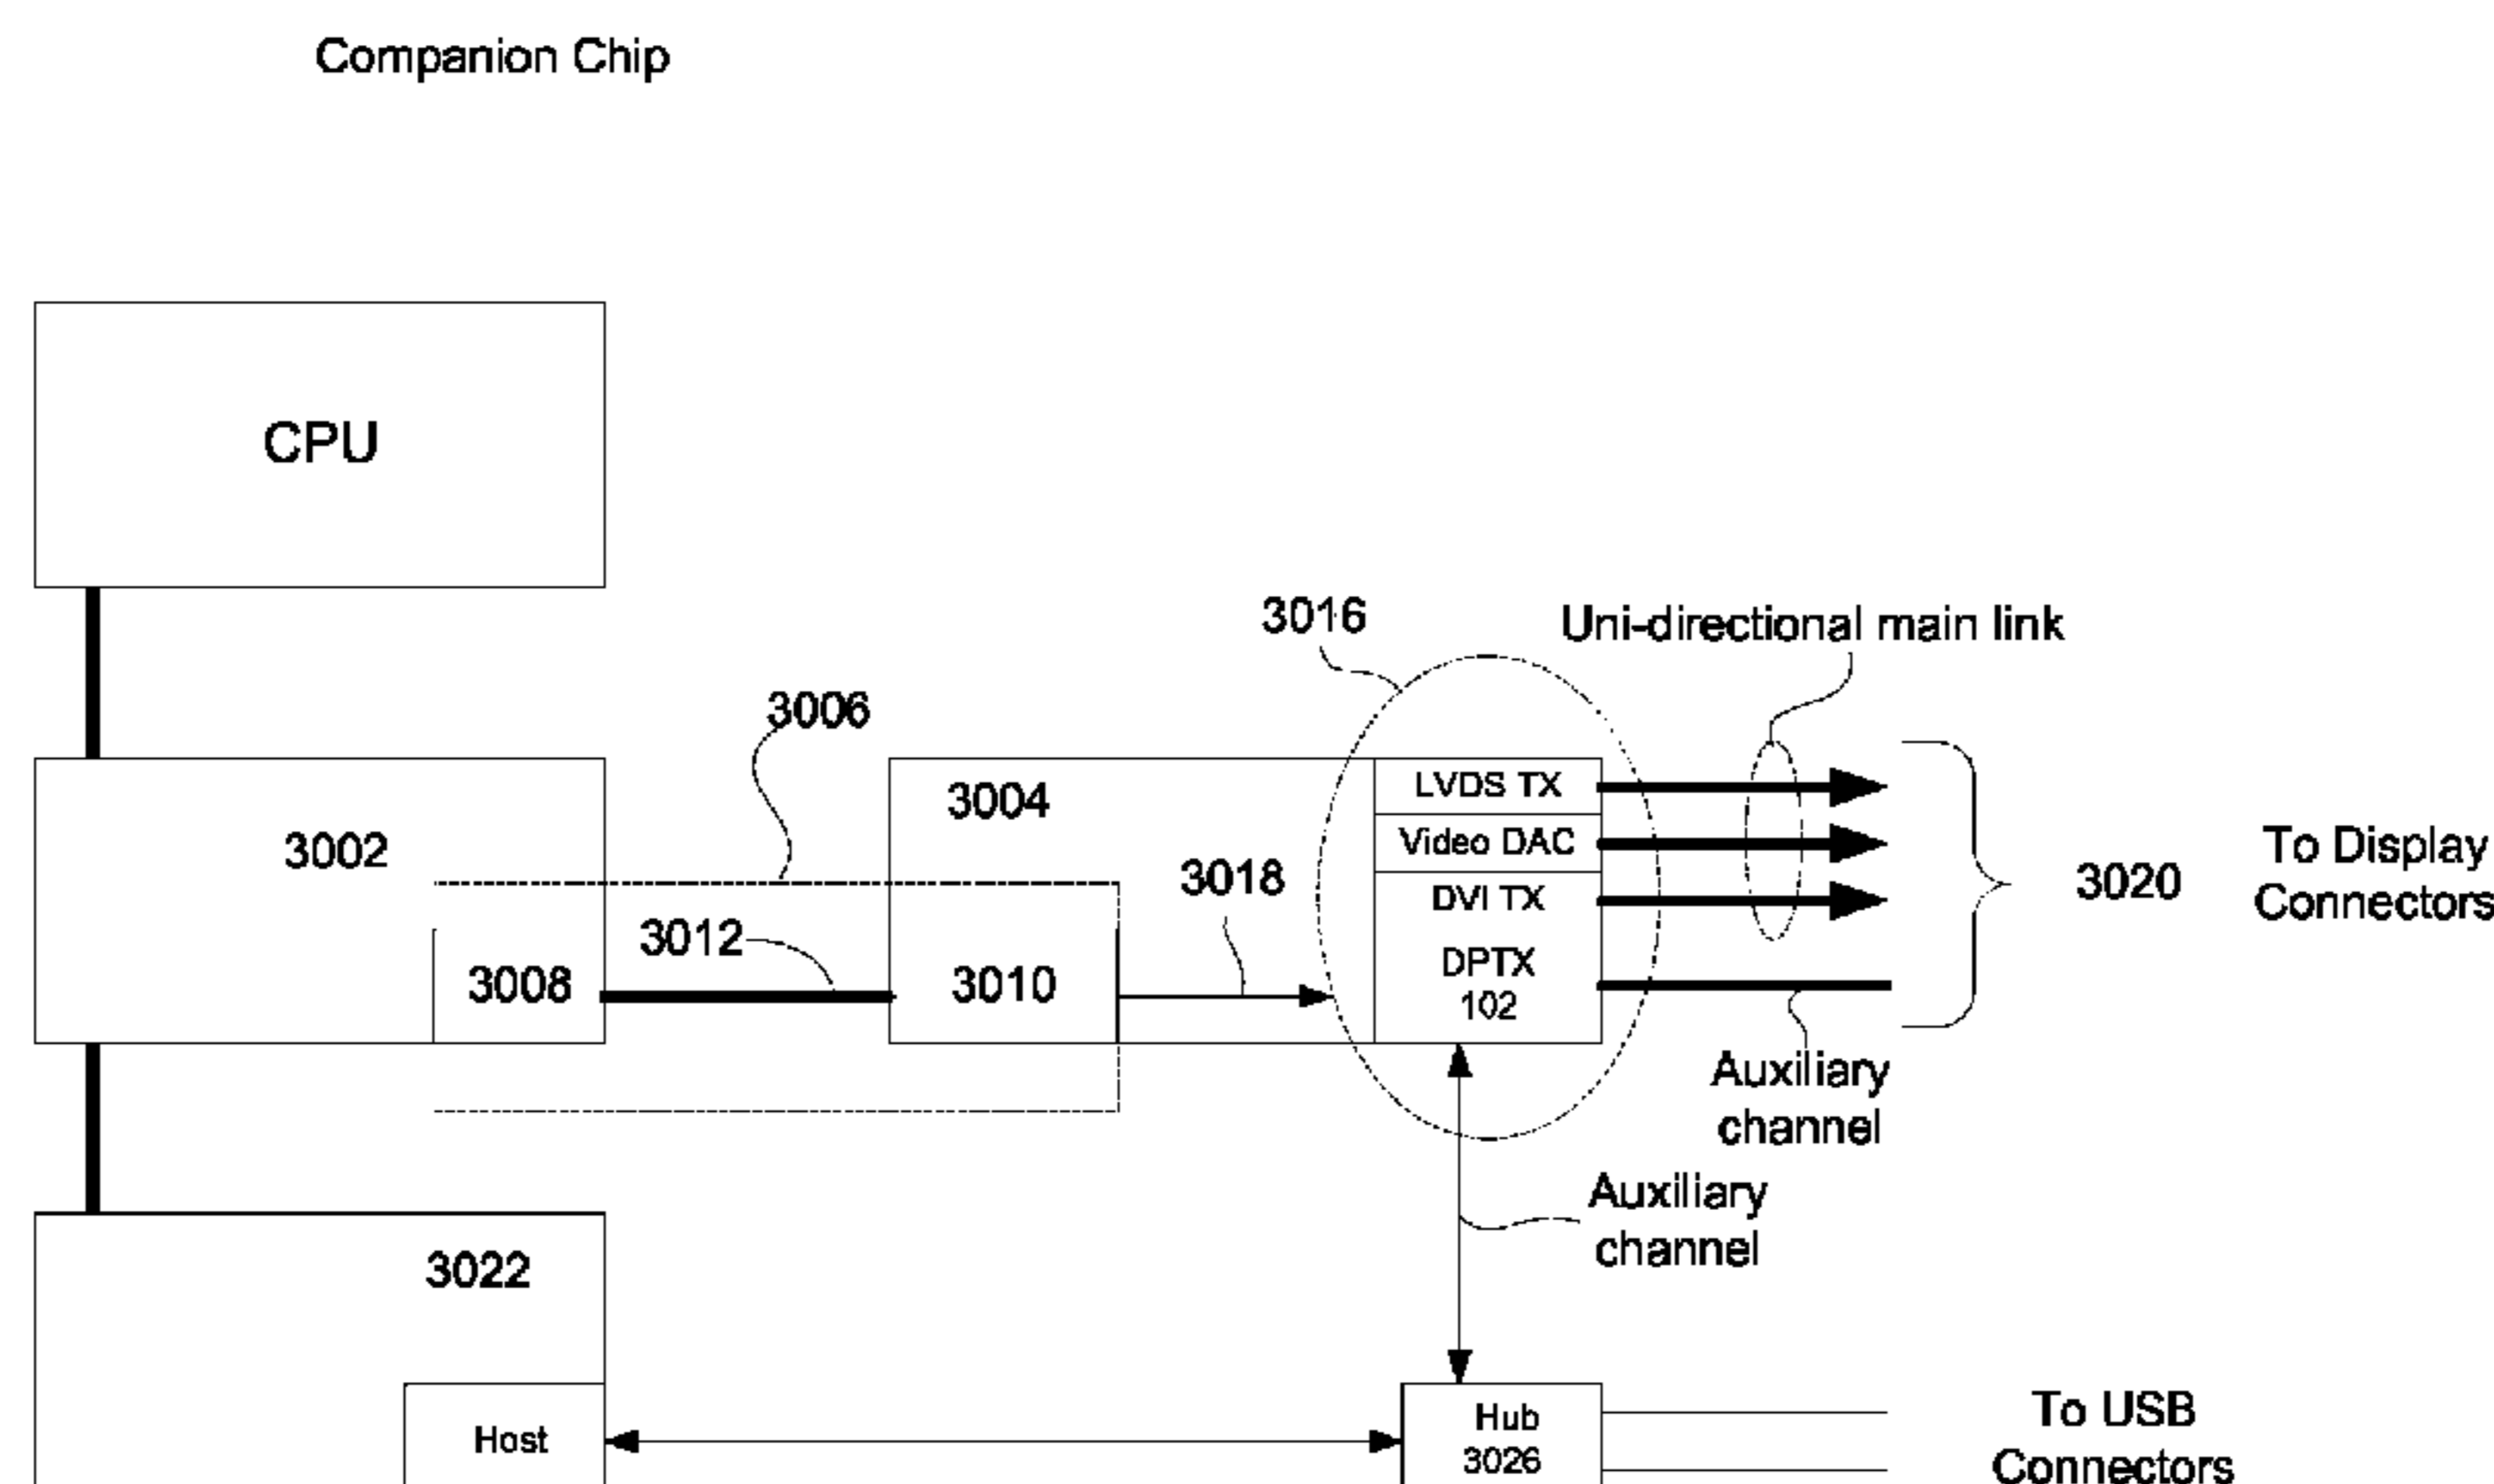 Companion Chip
CPU
3016
Uni-directional main link
3006
3004
LVDS TX
3002
Video DAC
To Display
Connectors
3018
3020
DVI TX
3012
3008
3010
DPTX
102
Auxiliary
channel
Auxiliary
channel
3022
Host
Hub
3026
To USB
Connectors